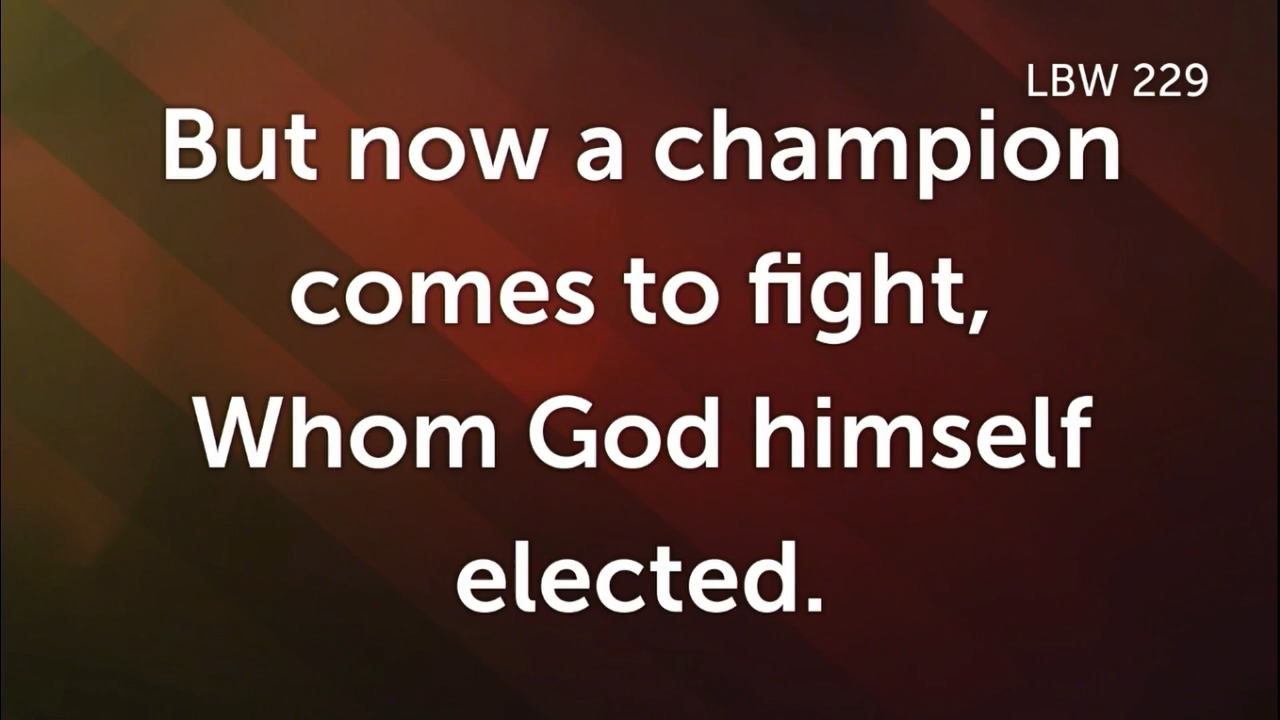 LBW 229
But now a champion
comes to fight,
Whom God himself
elected.